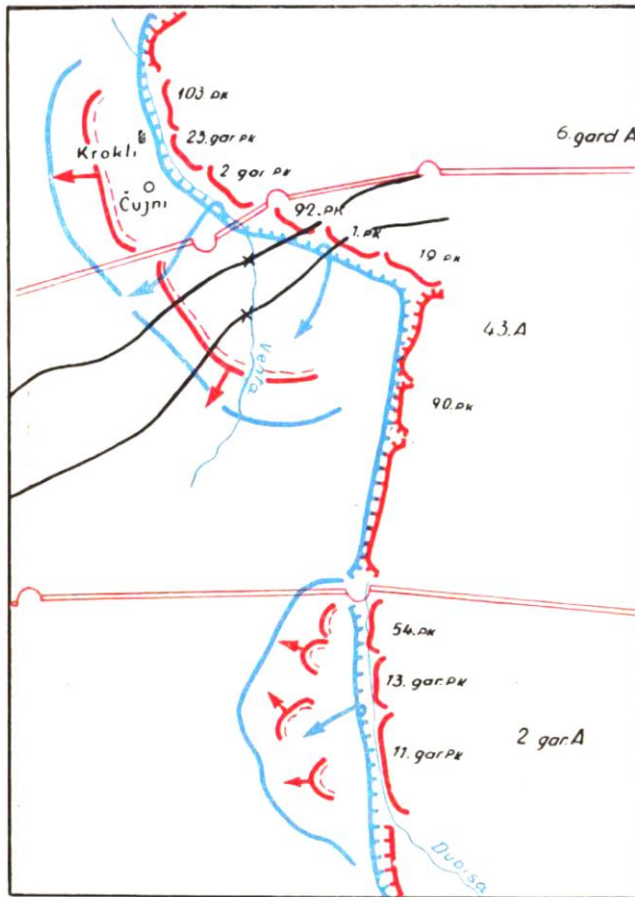 103. pk
29. gar pk
6. gard A
Krokli
2 gar pk
Čujni
92. pk
1. pk
19 pk
43. A
Vehta
90. pk
54. pk
13. gar. pk
2 gar. A
11. gar pk
Dubisa